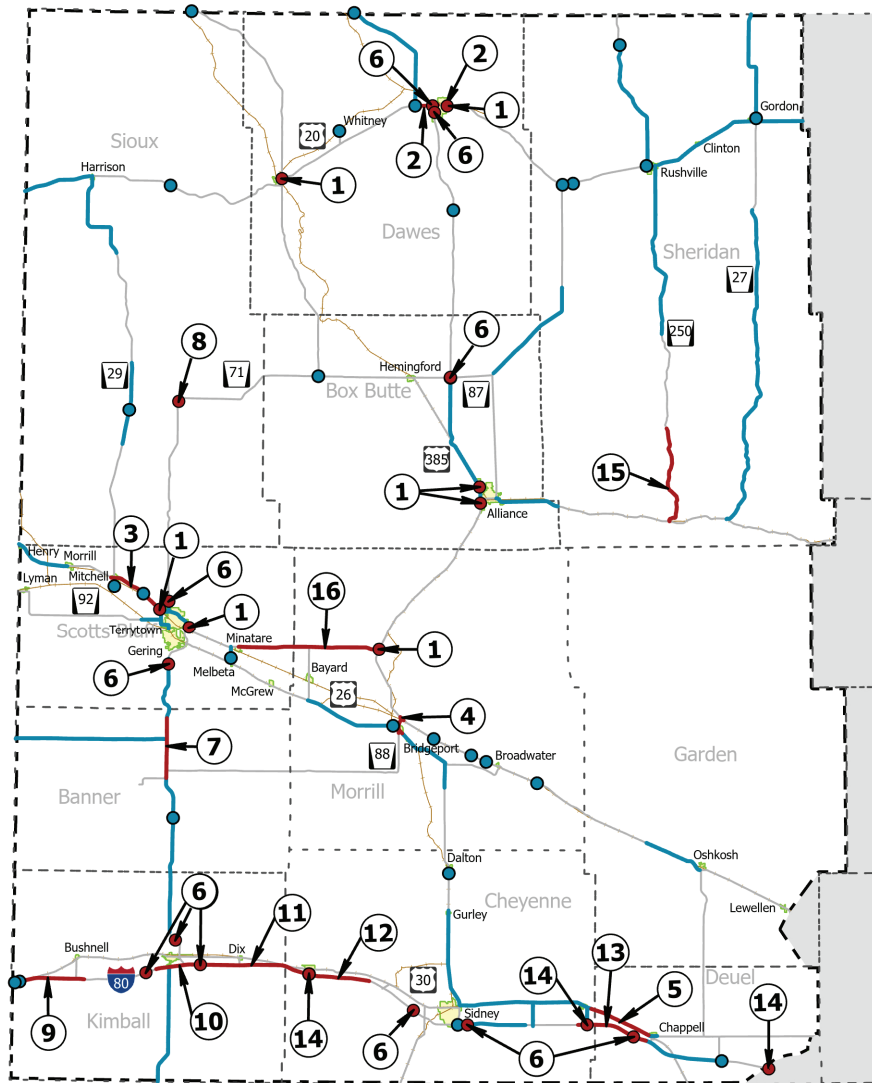 2
6
Gordon
1
Whitney
20
Sioux
Clinton
2
6
Rushville
Harrison
1
Dawes
Sheridan
27
6
250
8
Hemingford
29
71
87
Box Butte
385
15
1
Alliance
Henry
Morrill
3
1
6
Lyman
Mitchell
16
92
1
Terrytown
Scotts Bluff
Minatare
1
Gering
Melbeta
Bayard
6
McGrew
26
4
7
88
Bridgeport
Broadwater
Garden
Banner
Morrill
Dalton
Oshkosh
6
Cheyenne
Lewellen
11
Gurley
12
Bushnell
Dix
13
30
14
5
Deuel
80
9
10
Kimball
14
Sidney
6
6
Chappell
14